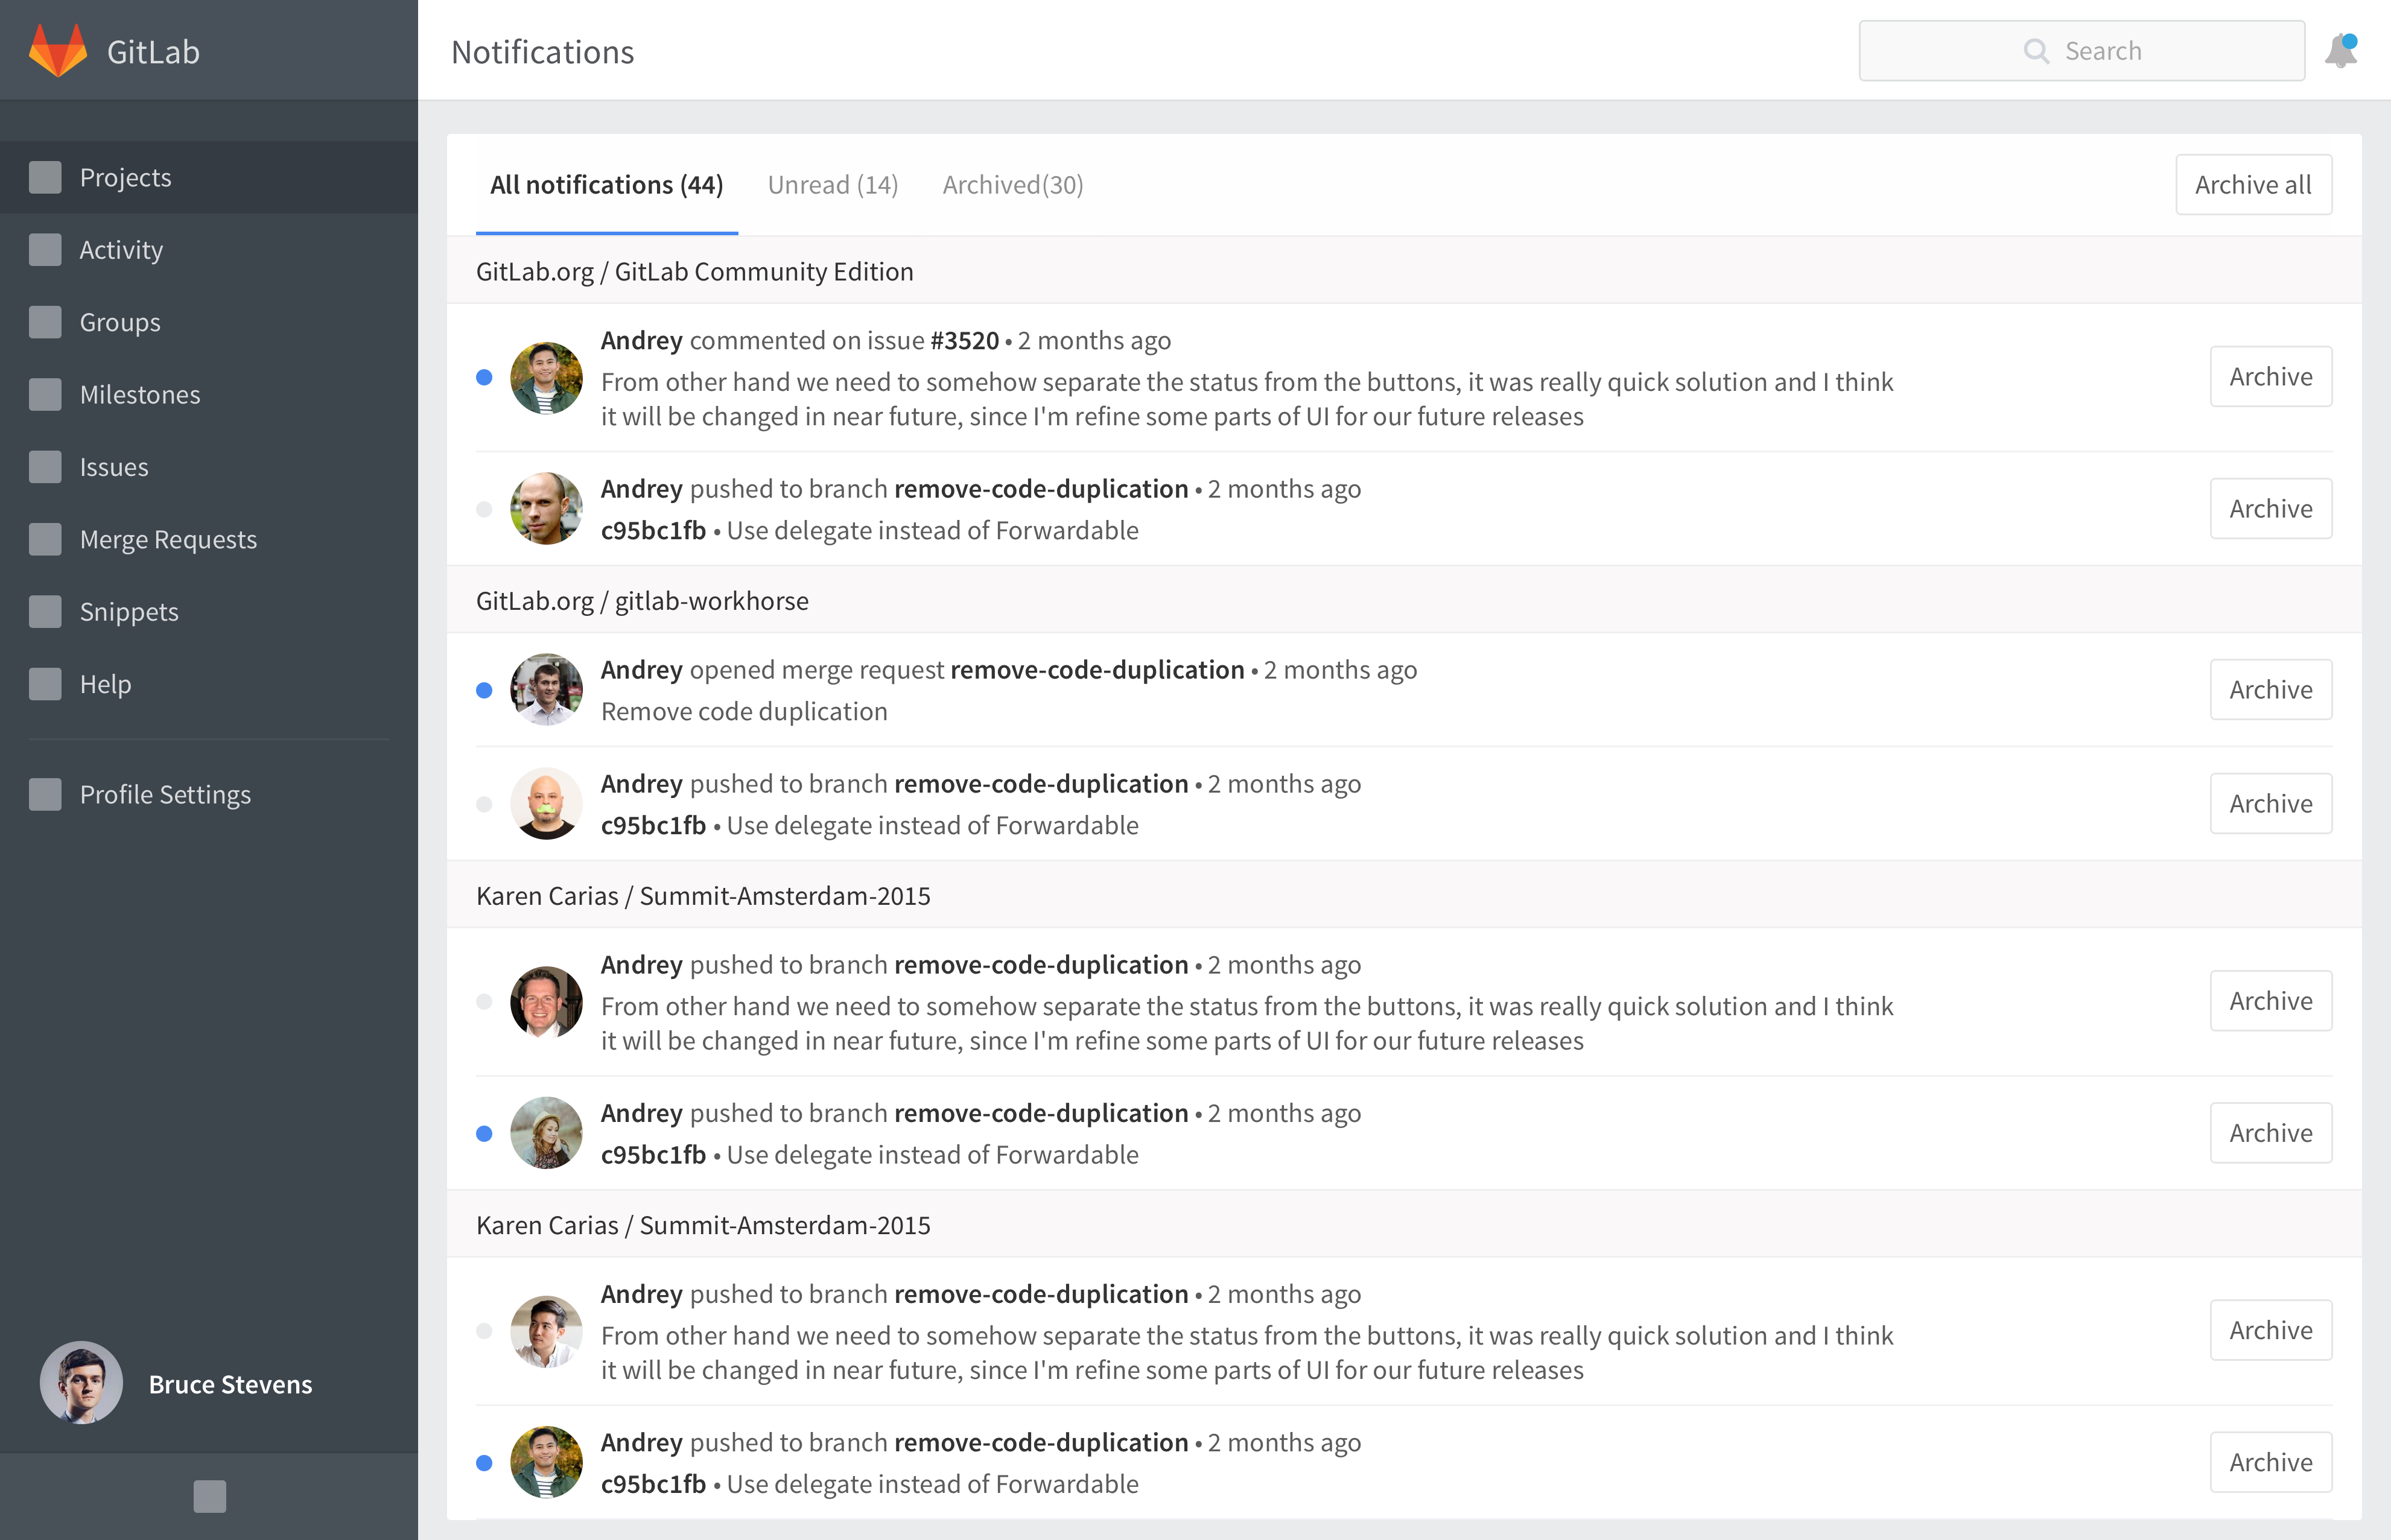 GitLab
Notifications
Search
Projects
Activity
Groups
Milestones
Issues
Merge Requests
Snippets
Help
Profile Settings
Bruce Stevens
All notifications (44)
Unread (14)
Archived(30)
Archive all
GitLab.org / GitLab Community Edition
Andrey commented on issue #3520 • 2 months ago
From other hand we need to somehow separate the status from the buttons, it was really quick solution and I think
it will be changed in near future, since I'm refine some parts of UI for our future releases
Archive
Andrey pushed to branch remove-code-duplication • 2 months ago
c95bc1fb • Use delegate instead of Forwardable
Archive
GitLab.org / gitlab-workhorse
Andrey opened merge request remove-code-duplication • 2 months ago
Remove code duplication
Archive
Andrey pushed to branch remove-code-duplication • 2 months ago
c95bc1fb • Use delegate instead of Forwardable
Archive
Karen Carias / Summit-Amsterdam-2015
Andrey pushed to branch remove-code-duplication • 2 months ago
From other hand we need to somehow separate the status from the buttons, it was really quick solution and I think
it will be changed in near future, since I'm refine some parts of UI for our future releases
Archive
Andrey pushed to branch remove-code-duplication • 2 months ago
c95bc1fb • Use delegate instead of Forwardable
Archive
Karen Carias / Summit-Amsterdam-2015
Andrey pushed to branch remove-code-duplication • 2 months ago
From other hand we need to somehow separate the status from the buttons, it was really quick solution and I think
it will be changed in near future, since I'm refine some parts of UI for our future releases
Archive
Andrey pushed to branch remove-code-duplication • 2 months ago
c95bc1fb • Use delegate instead of Forwardable
Archive